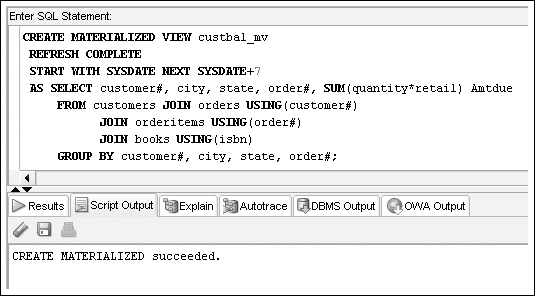 Enter SQL Statement:
CREATE MATERIALIZED VIEW custbal_mv
REFRESH COMPLETE
START WITH SYSDATE NEXT SYSDATE+7
AS SELECT customer#, city, state, order#, SUM(quantity*retail) Amtdue
FROM customers JOIN orders USING(customer#)
JOIN orderitems USING(order#)
JOIN books USING(isbn)
GROUP BY customer#, city, state, order#;
Results Script Output Explain Autotrace DBMS Output OWA Output
CREATE MATERIALIZED succeeded.